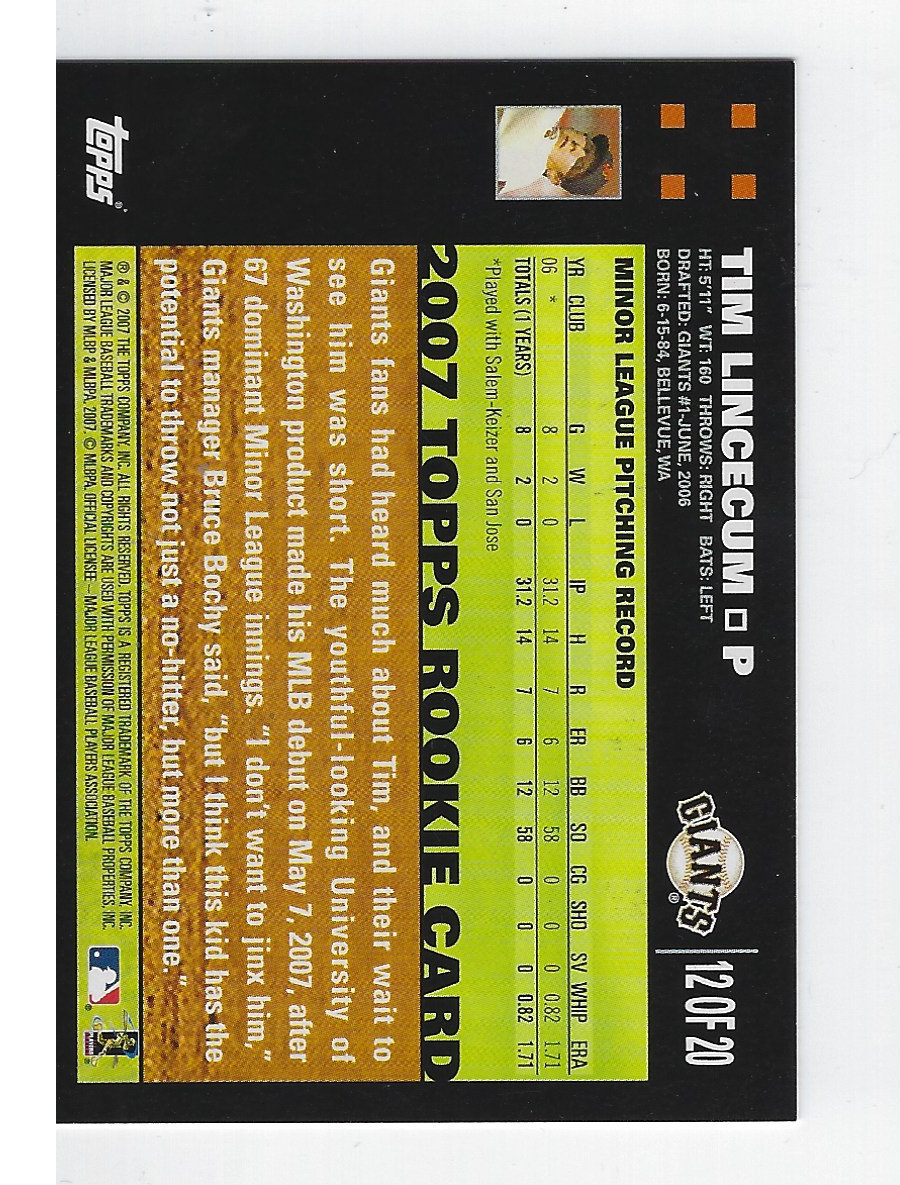 TIM LINCECUM ▫ P
HT: 5'11" WT: 160 THROWS: RIGHT BATS: LEFT
DRAFTED: GIANTS #1-JUNE, 2006
BORN: 6-15-84, BELLEVUE, WA
GIANTS®
12 OF 20
MINOR LEAGUE PITCHING RECORD
YR CLUB G W L IP H R ER BB SO CG SHO SV WHIP ERA
06 * 8 2 0 31.2 14 7 6 12 58 0 0 0 0.82 1.71
TOTALS (1 YEARS) 8 2 0 31.2 14 7 6 12 58 0 0 0 0.82 1.71
*Played with Salem-Keizer and San Jose
2007 TOPPS ROOKIE CARD
Giants fans had heard much about Tim, and their wait to
see him was short. The youthful-looking University of
Washington product made his MLB debut on May 7, 2007, after
67 dominant Minor League innings. "I don't want to jinx him,"
Giants manager Bruce Bochy said, "but I think this kid has the
potential to throw not just a no-hitter, but more than one."
® & © 2007 THE TOPPS COMPANY, INC. ALL RIGHTS RESERVED. TOPPS IS A REGISTERED TRADEMARK OF THE TOPPS COMPANY, INC.
MAJOR LEAGUE BASEBALL TRADEMARKS AND COPYRIGHTS ARE USED WITH PERMISSION OF MAJOR LEAGUE BASEBALL PROPERTIES, INC.
LICENSED BY MLBP & MLBPA, 2007 © MLBPA, OFFICIAL LICENSEE—MAJOR LEAGUE BASEBALL PLAYERS ASSOCIATION.
topps®